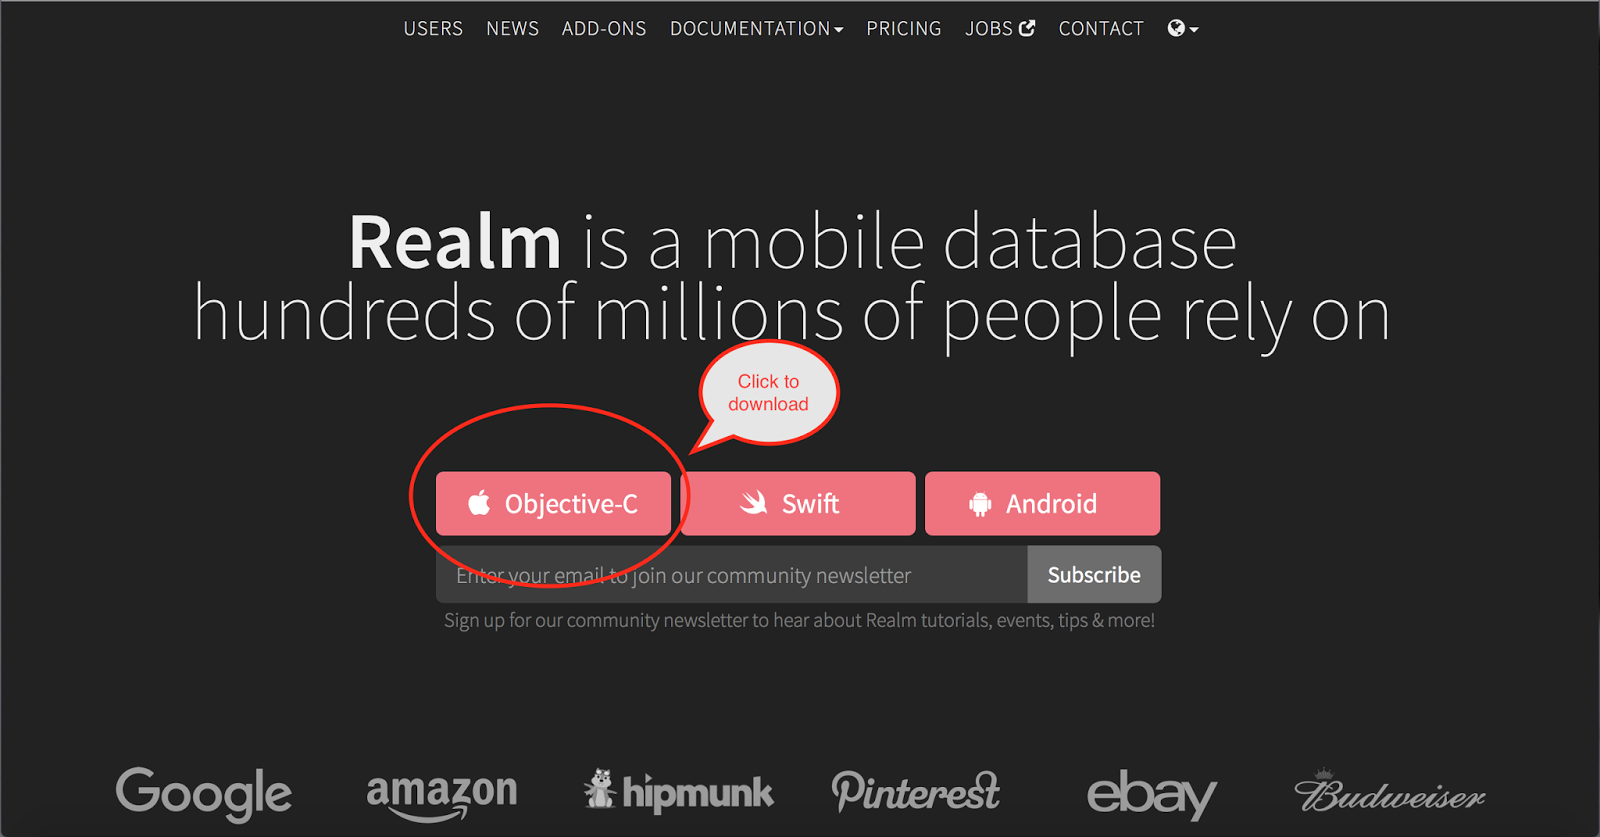 USERS NEWS ADD-ONS DOCUMENTATION PRICING JOBS CONTACT
Realm is a mobile database
hundreds of millions of people rely on
Click to
download
Objective-C Swift Android
Enter your email to join our community newsletter Subscribe
Sign up for our community newsletter to hear about Realm tutorials, events, tips & more!
Google amazon hipmunk Pinterest ebay Budweiser